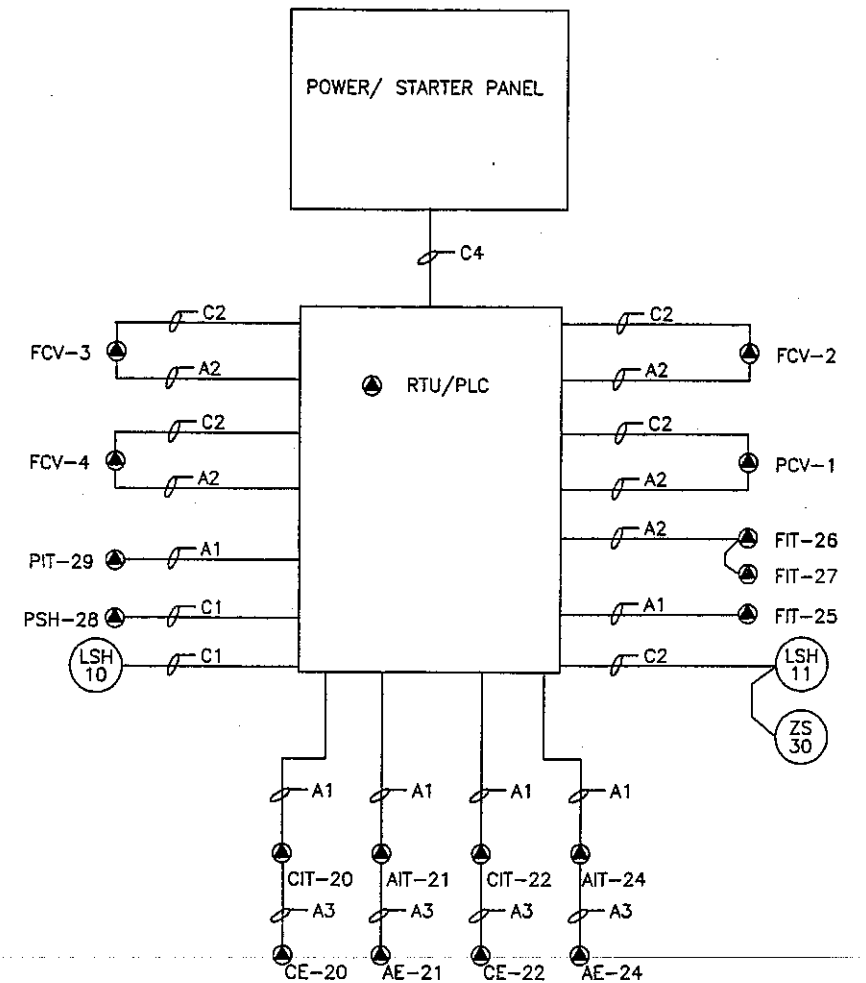 POWER/ STARTER PANEL
C4
C2
C2
FCV-3
FCV-2
A2
RTU/PLC
A2
C2
C2
FCV-4
PCV-1
A2
A2
A2
FIT-26
PIT-29
A1
FIT-27
PSH-28
C1
A1
FIT-25
LSH
10
C1
C2
LSH
11
ZS
30
A1
A1
A1
A1
CIT-20
AIT-21
CIT-22
AIT-24
A3
A3
A3
A3
CE-20
AE-21
CE-22
AE-24